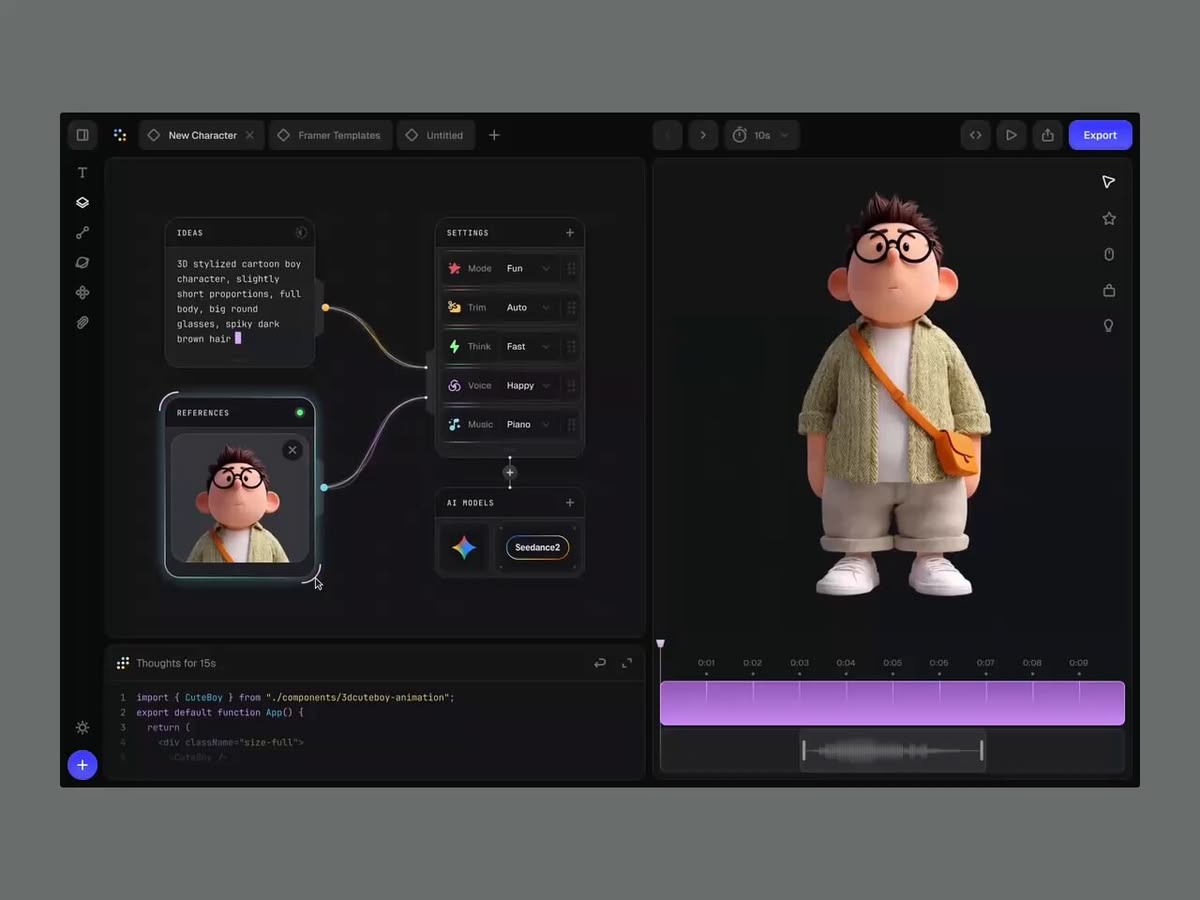 New Character
Framer Templates
Untitled
10s
Export
IDEAS
3D stylized cartoon boy
character, slightly
short proportions, full
body, big round
glasses, spiky dark
brown hair
REFERENCES
SETTINGS
Mode Fun
Trim Auto
Think Fast
Voice Happy
Music Piano
AI MODELS
Seedance2
Thoughts for 15s
1 import { CuteBoy } from "./components/3dcuteboy-animation";
2 export default function App() {
3 return (
4 <div className="size-full">
5 <CuteBoy />
0:01 0:02 0:03 0:04 0:05 0:06 0:07 0:08 0:09